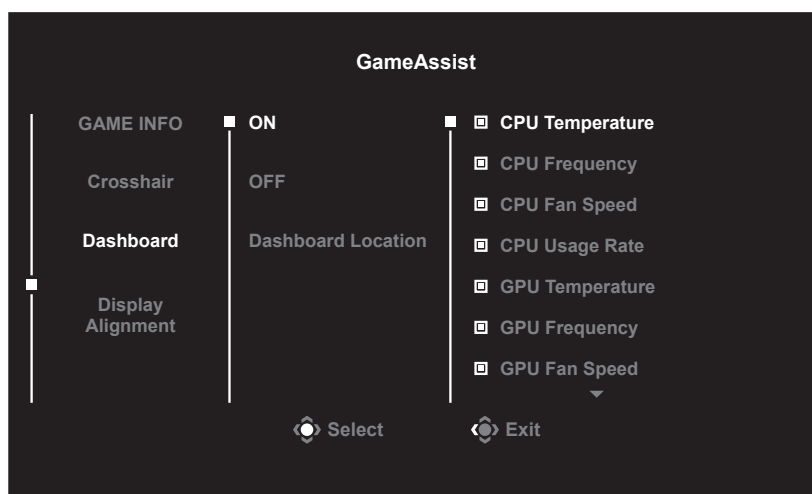 GameAssist
GAME INFO
Crosshair
Dashboard
Display
Alignment
ON
OFF
Dashboard Location
CPU Temperature
CPU Frequency
CPU Fan Speed
CPU Usage Rate
GPU Temperature
GPU Frequency
GPU Fan Speed
Select
Exit